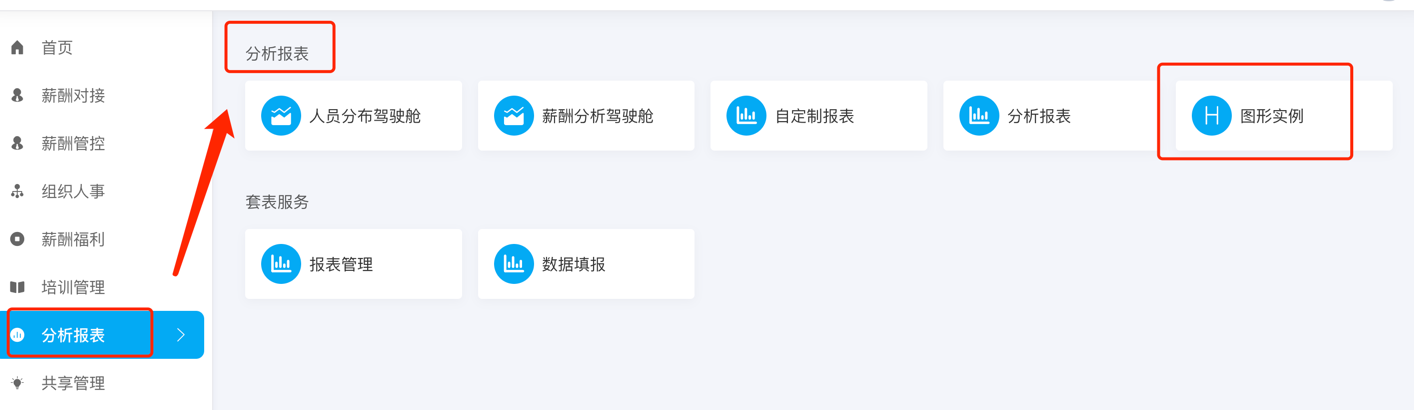 首页
薪酬对接
薪酬管控
组织人事
薪酬福利
培训管理
分析报表
共享管理
分析报表
人员分布驾驶舱
薪酬分析驾驶舱
自定制报表
分析报表
图形实例
套表服务
报表管理
数据填报